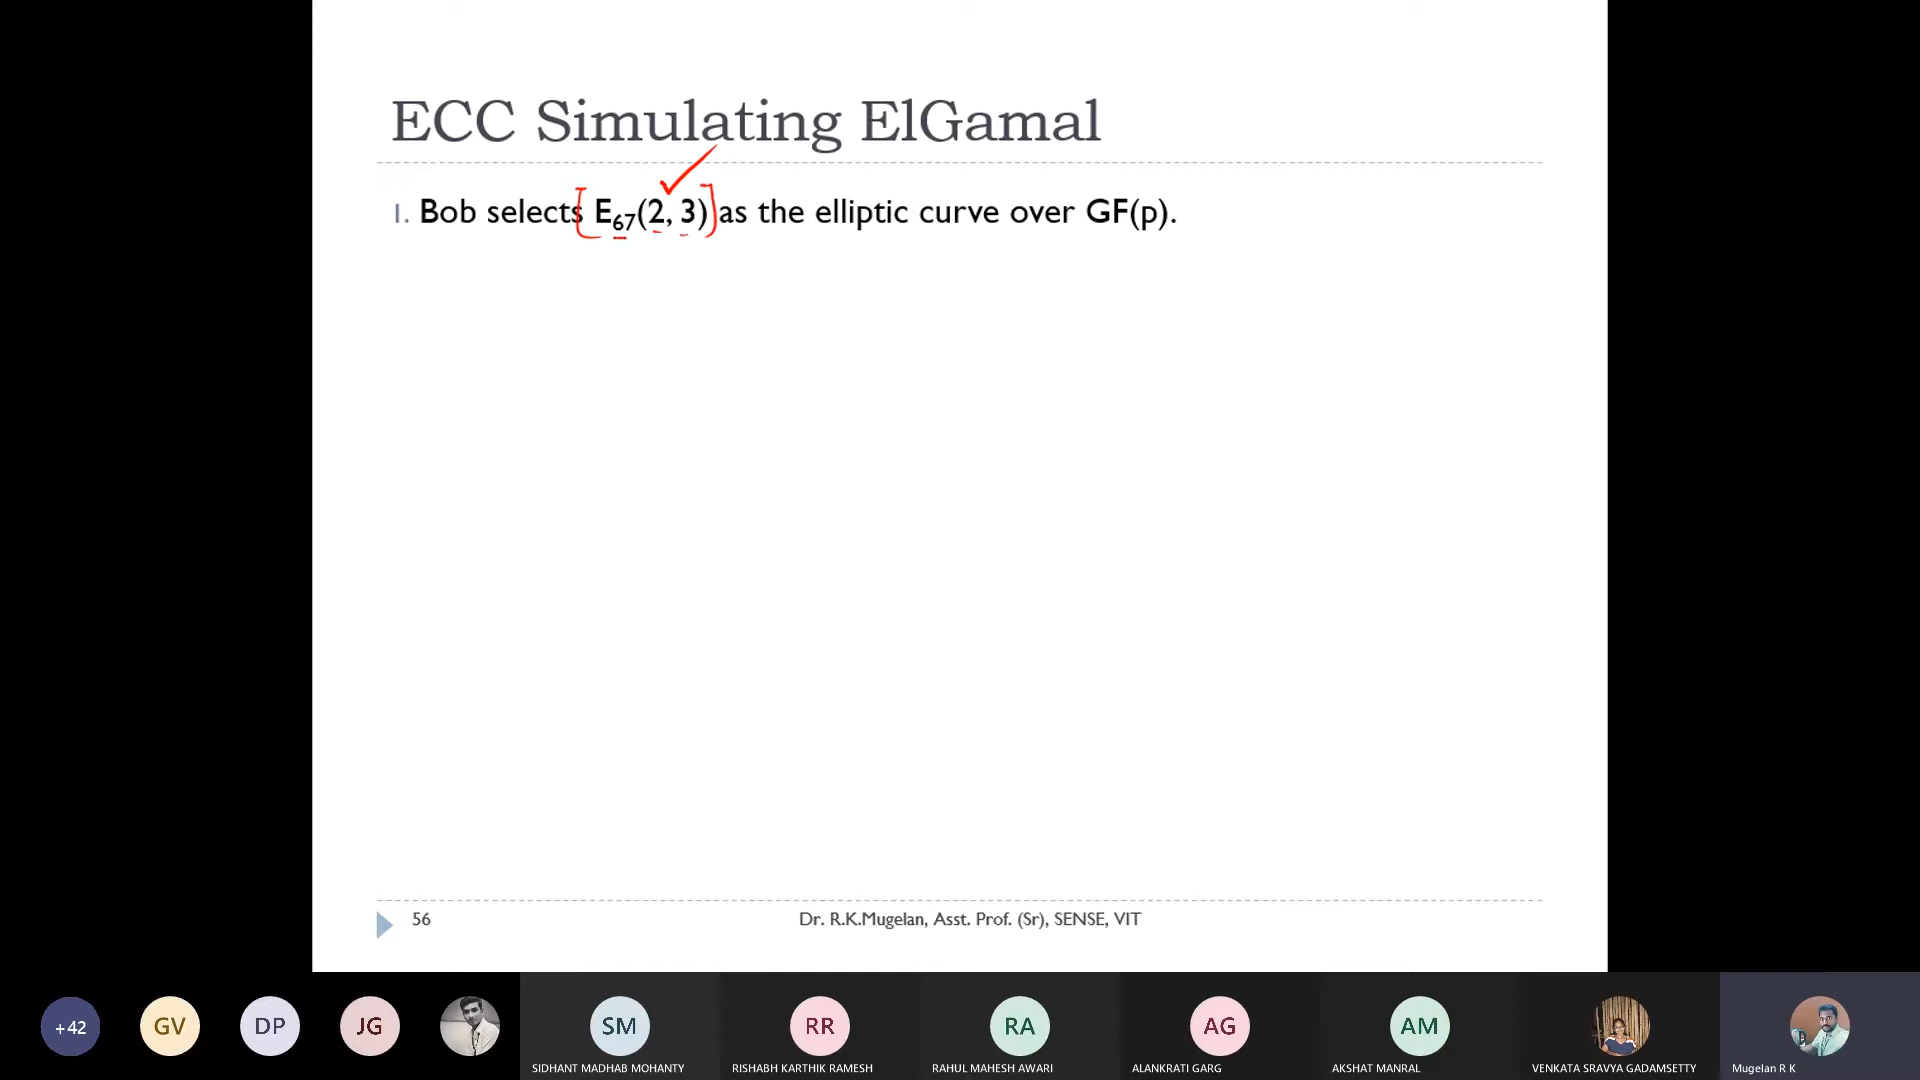 ECC Simulating ElGamal
1. Bob selects E₆₇(2, 3) as the elliptic curve over GF(p).
56
Dr. R.K.Mugelan, Asst. Prof. (Sr), SENSE, VIT
+42
GV
DP
JG
SM
RR
RA
AG
AM
SIDHANT MADHAB MOHANTY
RISHABH KARTHIK RAMESH
RAHUL MAHESH AWARI
ALANKRATI GARG
AKSHAT MANRAL
VENKATA SRAVYA GADAMSETTY
Mugelan R K